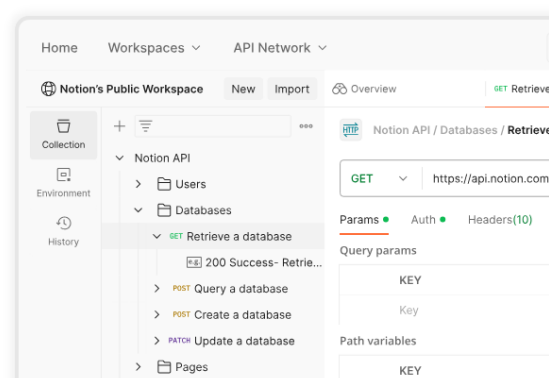 Home Workspaces API Network
Notion's Public Workspace New Import Overview GET Retrieve
Collection
Environment
History
Notion API
Users
Databases
GET Retrieve a database
e.g. 200 Success- Retrie...
POST Query a database
POST Create a database
PATCH Update a database
Pages
HTTP Notion API / Databases / Retrieve
GET https://api.notion.com
Params Auth Headers(10)
Query params
KEY
Key
Path variables
KEY